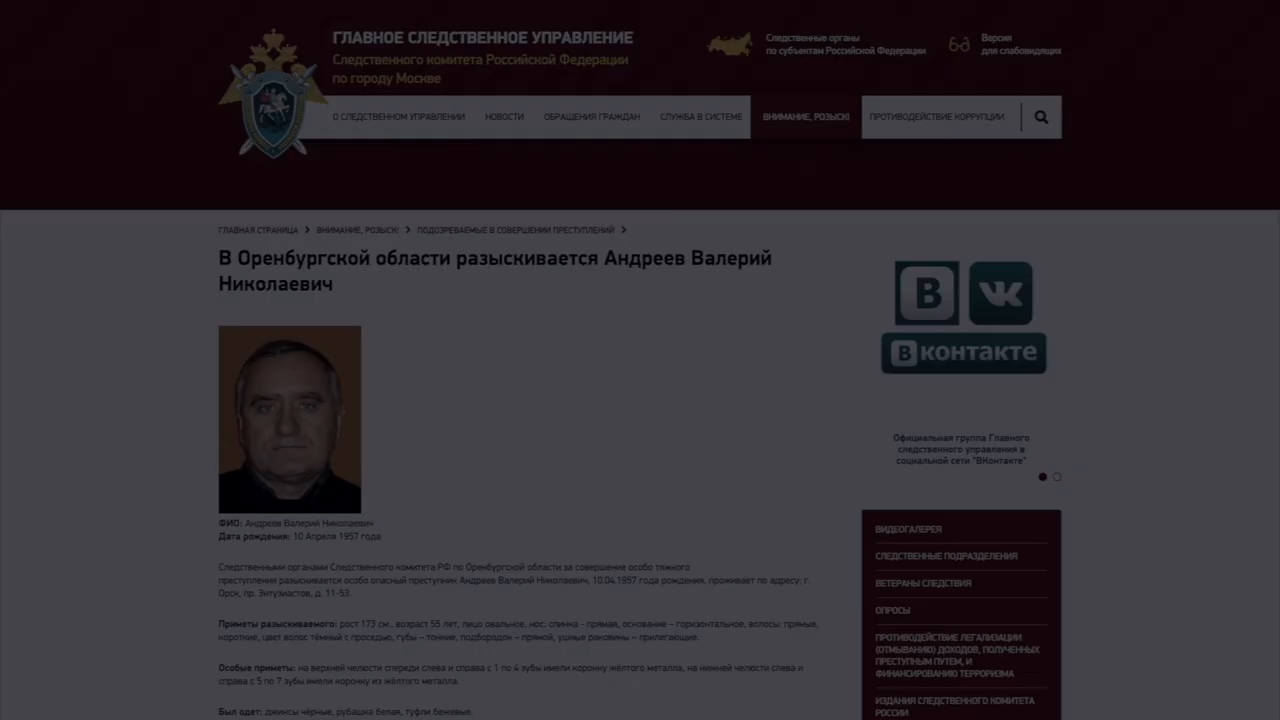 ГЛАВНОЕ СЛЕДСТВЕННОЕ УПРАВЛЕНИЕ
Следственного комитета Российской Федерации
по городу Москве
Следственные органы
по субъектам Российской Федерации
Версия
для слабовидящих
О СЛЕДСТВЕННОМ УПРАВЛЕНИИ
НОВОСТИ
ОБРАЩЕНИЯ ГРАЖДАН
СЛУЖБА В СИСТЕМЕ
ВНИМАНИЕ, РОЗЫСК!
ПРОТИВОДЕЙСТВИЕ КОРРУПЦИИ
ГЛАВНАЯ СТРАНИЦА > ВНИМАНИЕ, РОЗЫСК! > ПОДОЗРЕВАЕМЫЕ В СОВЕРШЕНИИ ПРЕСТУПЛЕНИЙ >
В Оренбургской области разыскивается Андреев Валерий
Николаевич
ФИО: Андреев Валерий Николаевич
Дата рождения: 10 Апреля 1957 года
Следственными органами Следственного комитета РФ по Оренбургской области за совершение особо тяжкого
преступления разыскивается особо опасный преступник Андреев Валерий Николаевич, 10.04.1957 года рождения, проживает по адресу: г.
Орск, пр. Энтузиастов, д. 11-53.
Приметы разыскиваемого: рост 173 см., возраст 55 лет, лицо овальное, нос: спинка - прямая, основание – горизонтальное, волосы: прямые,
короткие, цвет волос тёмный с проседью, губы – тонкие, подбородок – прямой, ушные раковины – прилегающие.
Особые приметы: на верхней челюсти спереди слева и справа с 1 по 4 зубы имели коронку жёлтого металла, на нижней челюсти слева и
справа с 5 по 7 зубы имели коронку из жёлтого металла.
Был одет: джинсы чёрные, рубашка белая, туфли бежевые.
В
контакте
Официальная группа Главного
следственного управления в
социальной сети "ВКонтакте"
ВИДЕОГАЛЕРЕЯ
СЛЕДСТВЕННЫЕ ПОДРАЗДЕЛЕНИЯ
ВЕТЕРАНЫ СЛЕДСТВИЯ
ОПРОСЫ
ПРОТИВОДЕЙСТВИЕ ЛЕГАЛИЗАЦИИ
(ОТМЫВАНИЮ) ДОХОДОВ, ПОЛУЧЕННЫХ
ПРЕСТУПНЫМ ПУТЕМ, И
ФИНАНСИРОВАНИЮ ТЕРРОРИЗМА
ИЗДАНИЯ СЛЕДСТВЕННОГО КОМИТЕТА
РОССИИ